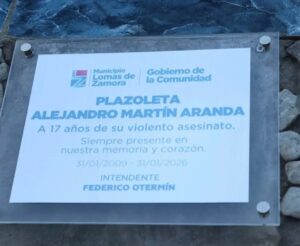 Municipio
Lomas de
Zamora
Gobierno de
la Comunidad
PLAZOLETA
ALEJANDRO MARTÍN ARANDA
A 17 años de su violento asesinato.
Siempre presente en
nuestra memoria y corazón.
31/01/2009 - 31/01/2026
INTENDENTE
FEDERICO OTERMÍN